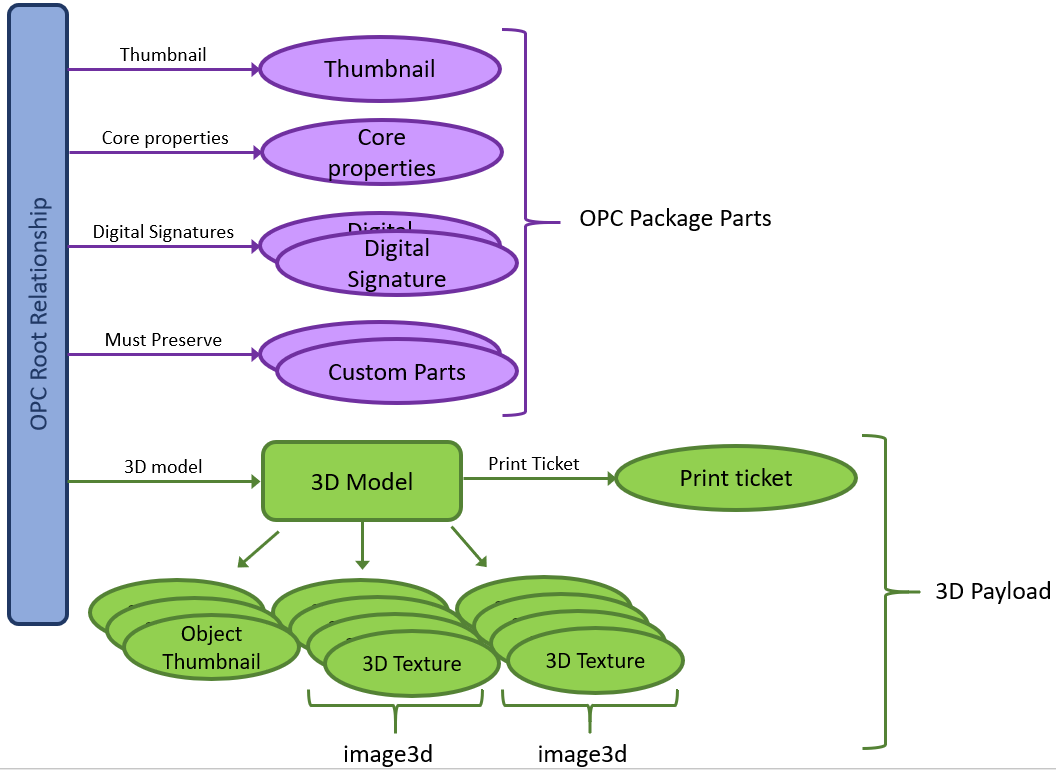 OPC Root Relationship
Thumbnail
Thumbnail
Core properties
Core
properties
Digital Signatures
Digital
Digital
Signature
Must Preserve
Custom Parts
OPC Package Parts
3D model
3D Model
Print Ticket
Print ticket
Object
Thumbnail
3D Texture
3D Texture
image3d
image3d
3D Payload